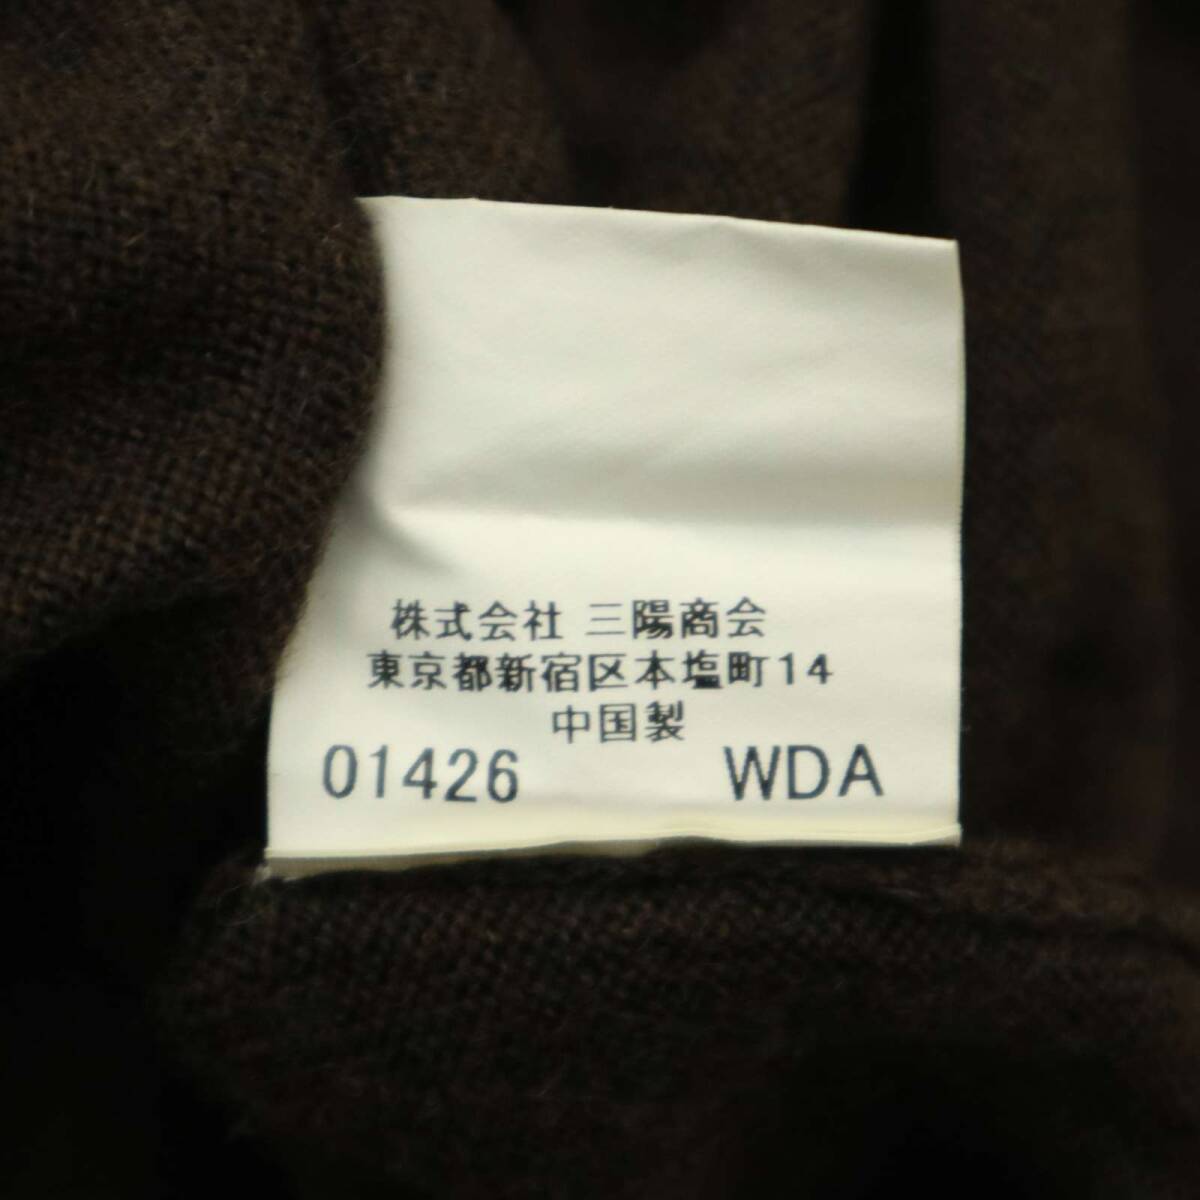 株式会社 三陽商会
東京都新宿区本塩町14
中国製
01426 WDA